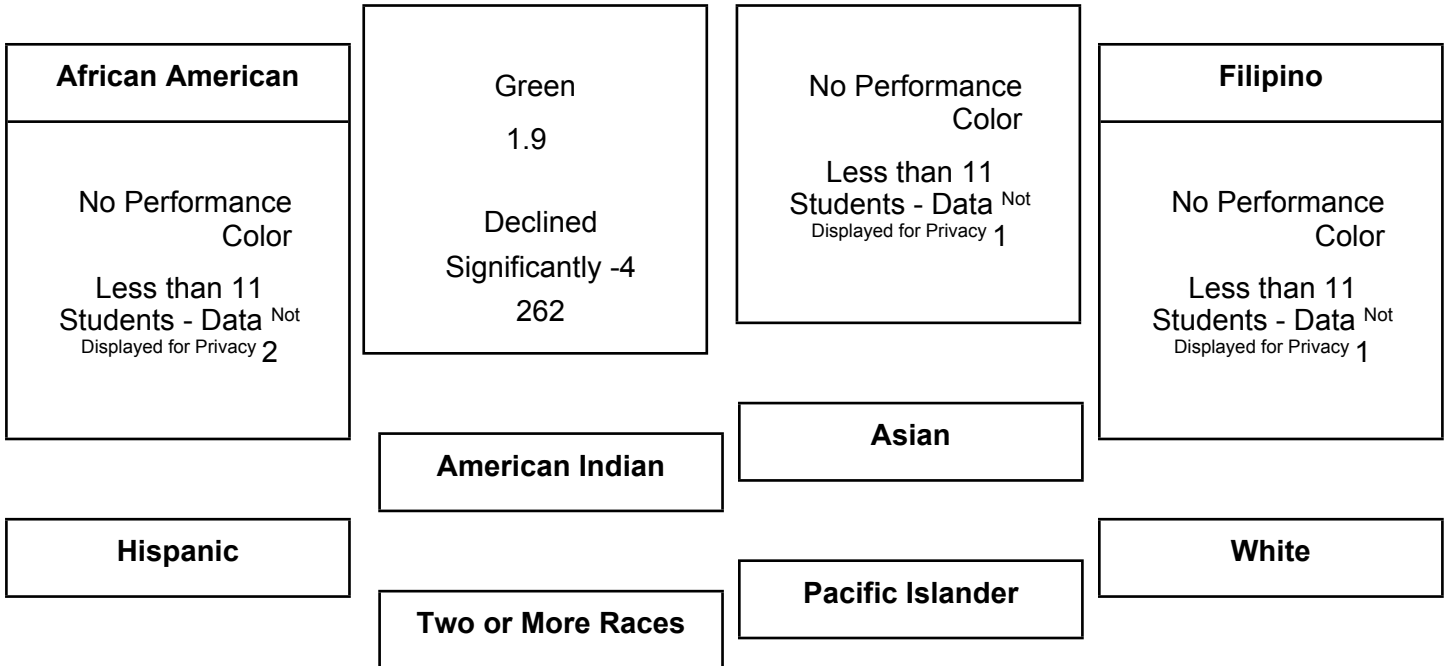 African American
No Performance
Color
Less than 11
Students - Data Not
Displayed for Privacy 2
Green
1.9
Declined
Significantly -4
262
No Performance
Color
Less than 11
Students - Data Not
Displayed for Privacy 1
Filipino
No Performance
Color
Less than 11
Students - Data Not
Displayed for Privacy 1
American Indian
Asian
Hispanic
Two or More Races
Pacific Islander
White